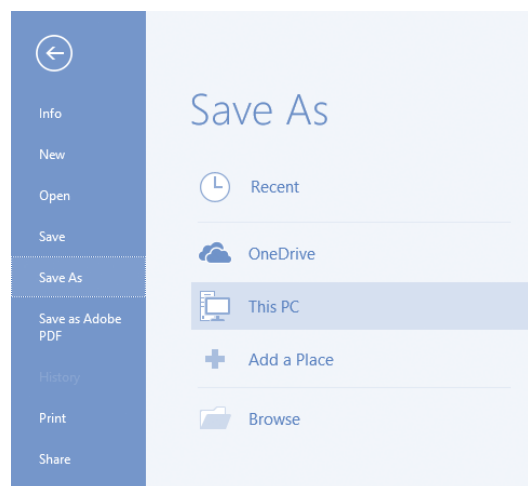 Info
New
Open
Save
Save As
Save as Adobe
PDF
History
Print
Share
Save As
Recent
OneDrive
This PC
Add a Place
Browse